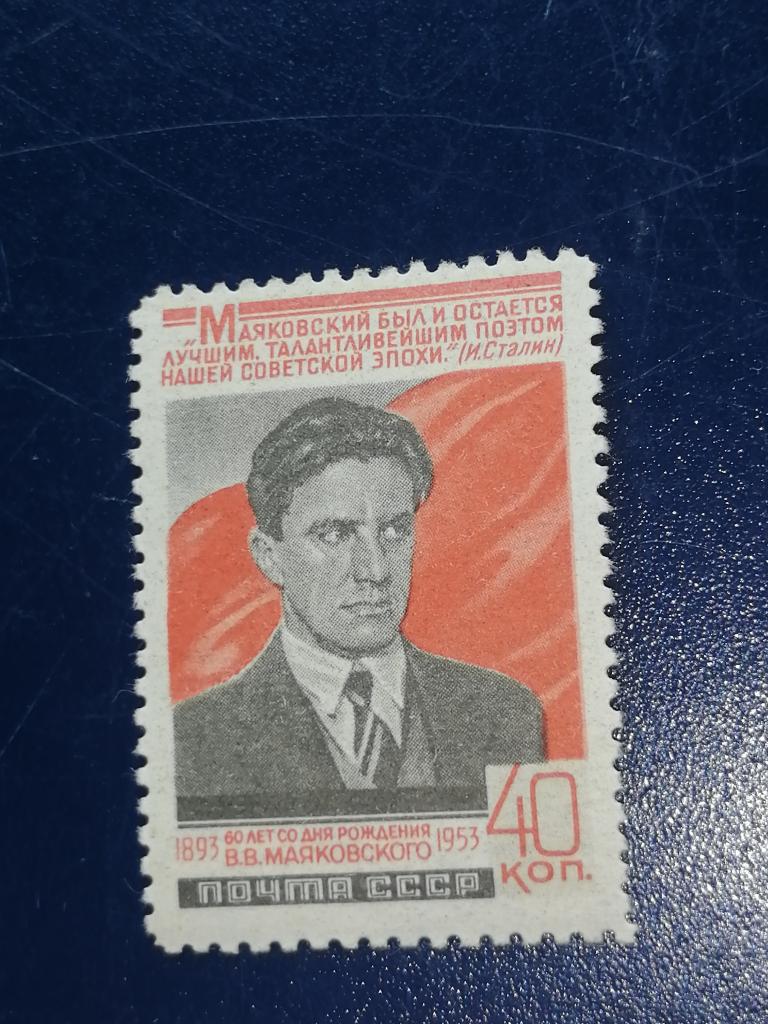 „Маяковский был и остается
лучшим, талантливейшим поэтом
нашей советской эпохи.“ (И.Сталин)
1893 60 лет со дня рождения 1953
В.В. Маяковского
40
коп.
ПОЧТА СССР